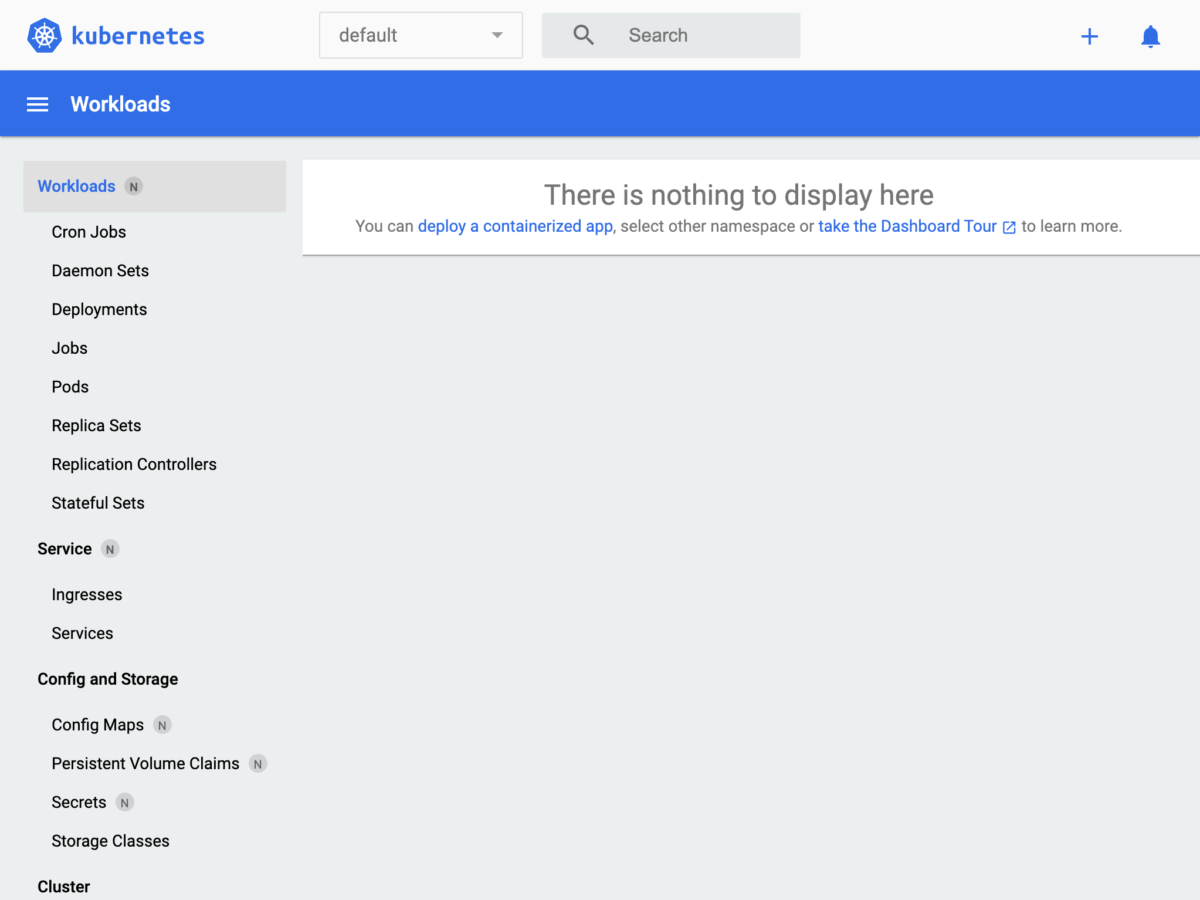 kubernetes
default
Search
Workloads
Workloads N
Cron Jobs
Daemon Sets
Deployments
Jobs
Pods
Replica Sets
Replication Controllers
Stateful Sets
Service N
Ingresses
Services
Config and Storage
Config Maps N
Persistent Volume Claims N
Secrets N
Storage Classes
Cluster
There is nothing to display here
You can deploy a containerized app, select other namespace or take the Dashboard Tour to learn more.